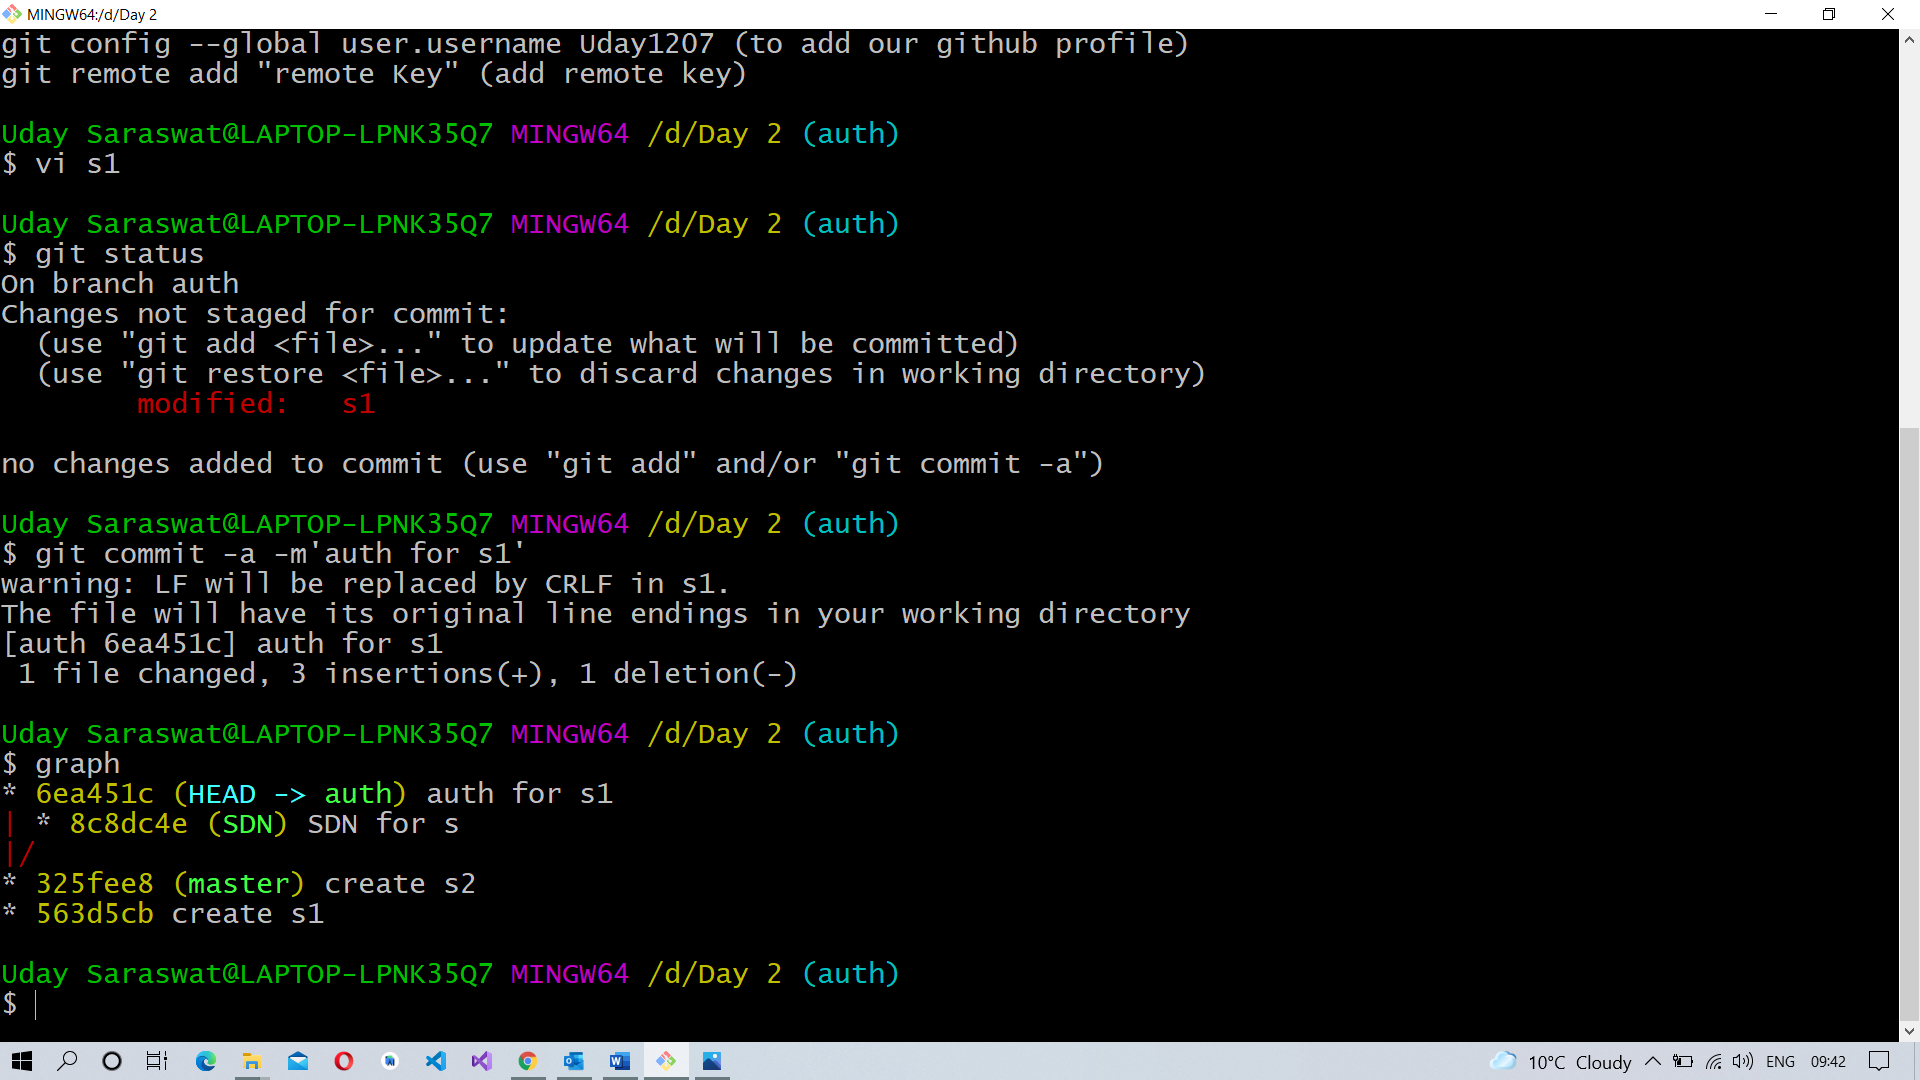 MINGW64:/d/Day 2
git config --global user.username Uday1207 (to add our github profile)
git remote add "remote Key" (add remote key)
Uday Saraswat@LAPTOP-LPNK35Q7 MINGW64 /d/Day 2 (auth)
$ vi s1
Uday Saraswat@LAPTOP-LPNK35Q7 MINGW64 /d/Day 2 (auth)
$ git status
On branch auth
Changes not staged for commit:
  (use "git add <file>..." to update what will be committed)
  (use "git restore <file>..." to discard changes in working directory)
        modified:   s1
no changes added to commit (use "git add" and/or "git commit -a")
Uday Saraswat@LAPTOP-LPNK35Q7 MINGW64 /d/Day 2 (auth)
$ git commit -a -m'auth for s1'
warning: LF will be replaced by CRLF in s1.
The file will have its original line endings in your working directory
[auth 6ea451c] auth for s1
 1 file changed, 3 insertions(+), 1 deletion(-)
Uday Saraswat@LAPTOP-LPNK35Q7 MINGW64 /d/Day 2 (auth)
$ graph
* 6ea451c (HEAD -> auth) auth for s1
| * 8c8dc4e (SDN) SDN for s
|/
* 325fee8 (master) create s2
* 563d5cb create s1
Uday Saraswat@LAPTOP-LPNK35Q7 MINGW64 /d/Day 2 (auth)
$
10°C Cloudy ENG 09:42